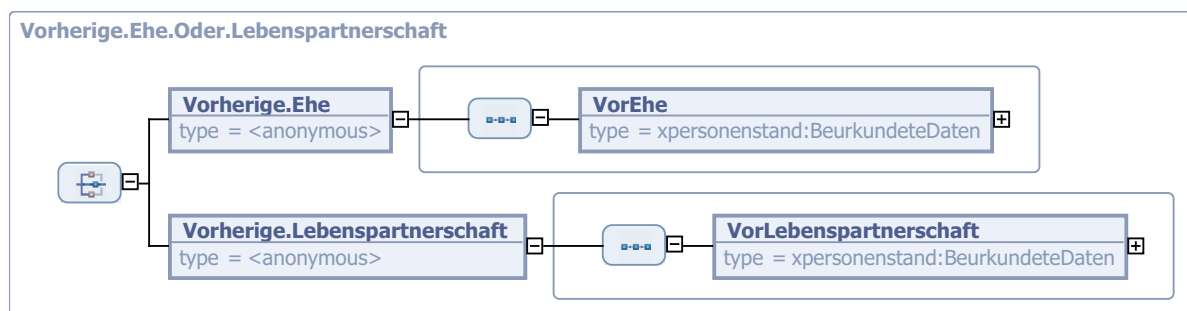 Vorherige.Ehe.Oder.Lebenspartnerschaft
Vorherige.Ehe
type = <anonymous>
VorEhe
type = xpersonenstand:BeurkundeteDaten
Vorherige.Lebenspartnerschaft
type = <anonymous>
VorLebenspartnerschaft
type = xpersonenstand:BeurkundeteDaten